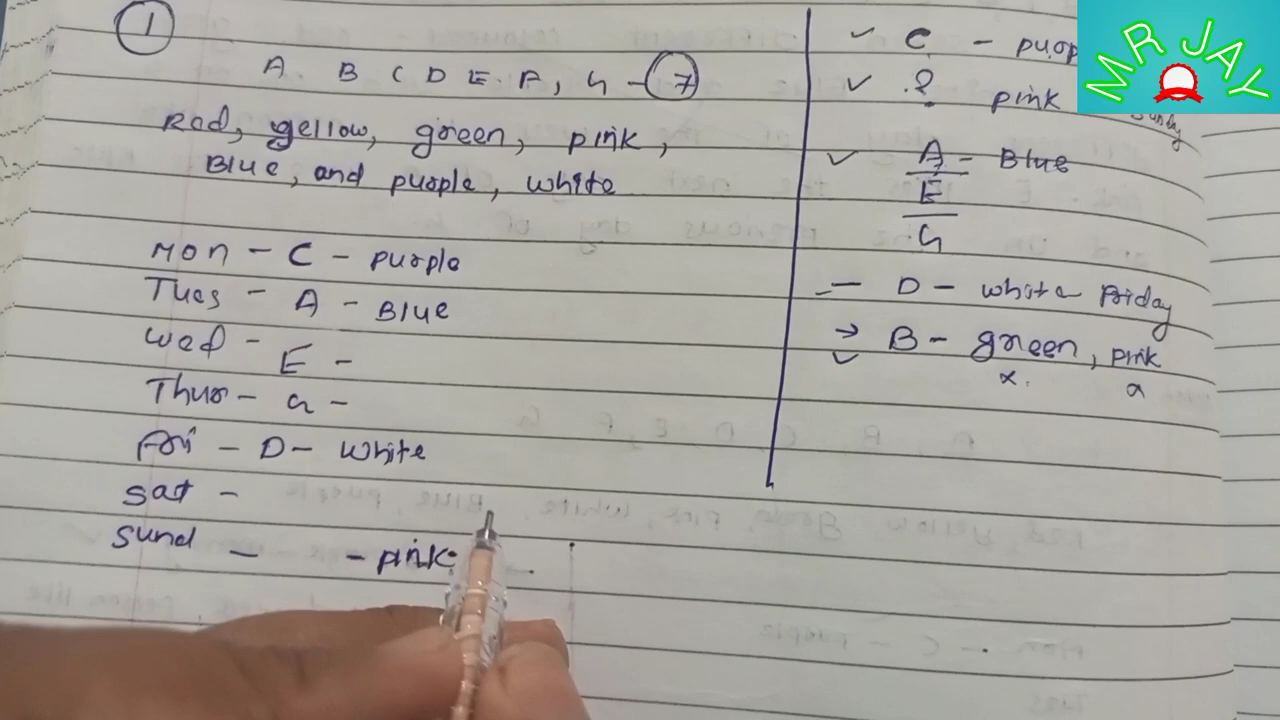 1
A B C D E F, G - 7
Red, yellow, green, pink,
Blue, and purple, white
Mon - C - purple
Tues - A - Blue
Wed - E -
Thur - G -
Fri - D - white
Sat -
Sund - - pink
C - purp
? pink
Sunday
A - Blue
E
G
- D - white Friday
→ B - green, pink
x
MR JAY